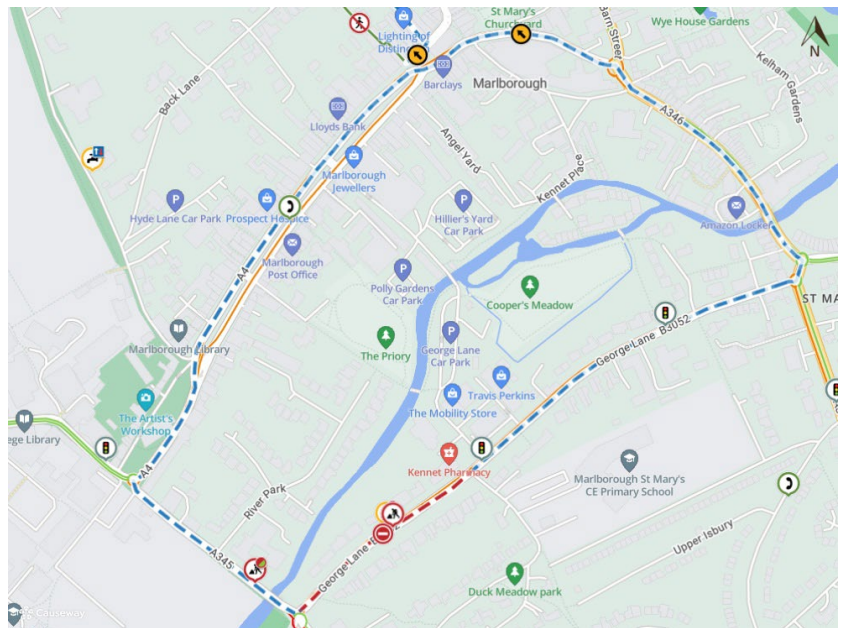 St Mary's
Churchyard
Wye House Gardens
Barn Street
Lighting of
N
Barclays
Marlborough
Kelham Gardens
Back Lane
Lloyds Bank
A346
Angel Yard
Marlborough
Jewellers
Kennet Place
P
P
Hyde Lane Car Park
Prospect Hospice
Hillier's Yard
Car Park
Amazon Locker
A4
Marlborough
Post Office
P
Polly Gardens
Car Park
Cooper's Meadow
ST MA
P
The Priory
George Lane
Car Park
George Lane B3052
Marlborough Library
Travis Perkins
The Mobility Store
The Artist's
Workshop
ege Library
A4
Kennet Pharmacy
Marlborough St Mary's
CE Primary School
River Park
George Lane
Upper Isbury
A345
Duck Meadow park
Causeway